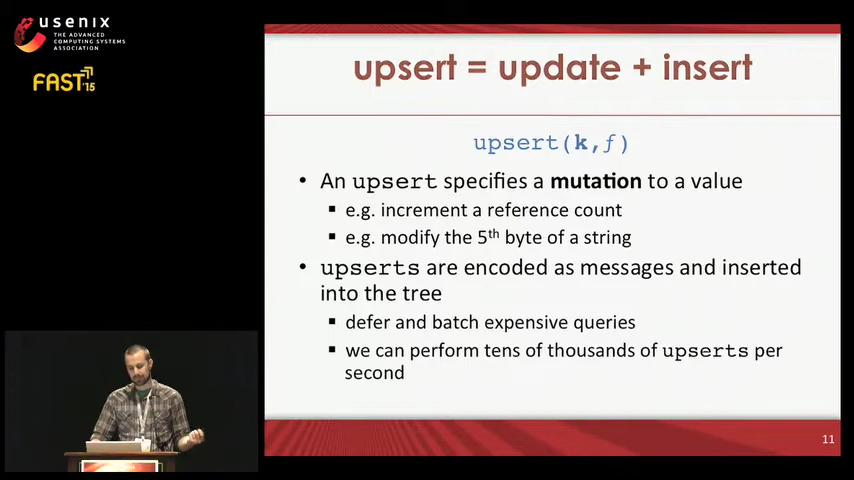 usenix
THE ADVANCED
COMPUTING SYSTEMS
ASSOCIATION
FAST '15
upsert = update + insert
upsert(k,f)
• An upsert specifies a mutation to a value
▪ e.g. increment a reference count
▪ e.g. modify the 5th byte of a string
• upserts are encoded as messages and inserted
into the tree
▪ defer and batch expensive queries
▪ we can perform tens of thousands of upserts per
second
11